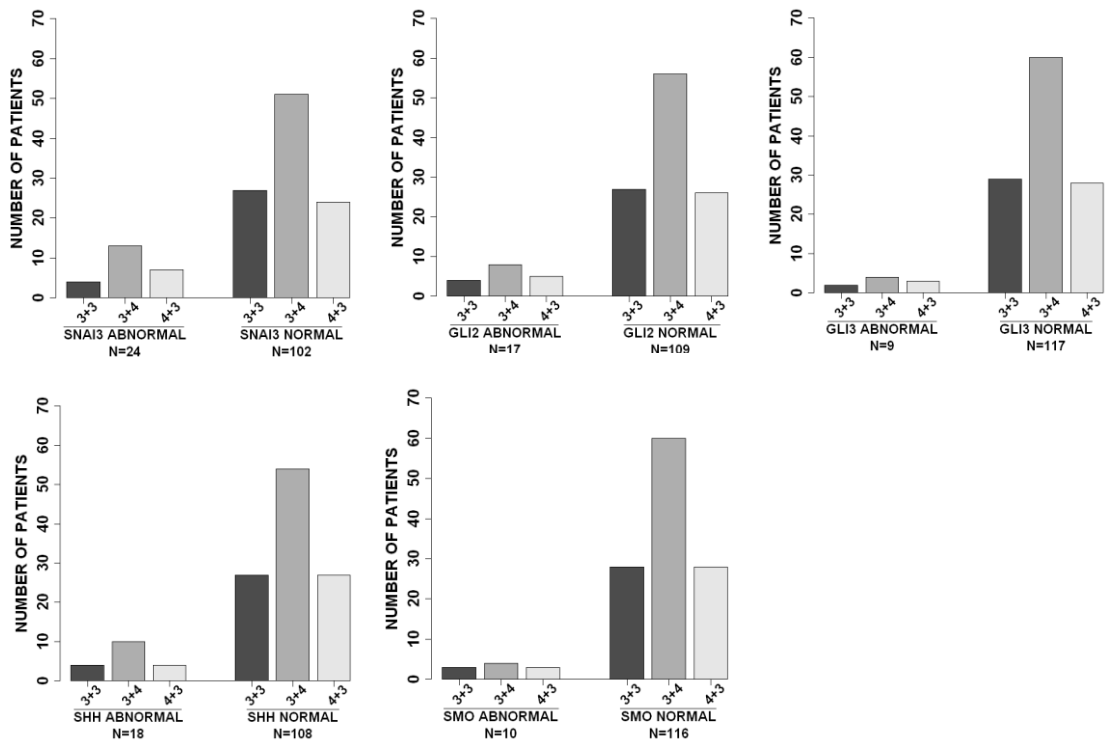 NUMBER OF PATIENTS
70
60
50
40
30
20
10
0
3+3 3+4 4+3 3+3 3+4 4+3
SNAI3 ABNORMAL SNAI3 NORMAL
N=24 N=102
NUMBER OF PATIENTS
70
60
50
40
30
20
10
0
3+3 3+4 4+3 3+3 3+4 4+3
GLI2 ABNORMAL GLI2 NORMAL
N=17 N=109
NUMBER OF PATIENTS
70
60
50
40
30
20
10
0
3+3 3+4 4+3 3+3 3+4 4+3
GLI3 ABNORMAL GLI3 NORMAL
N=9 N=117
NUMBER OF PATIENTS
70
60
50
40
30
20
10
0
3+3 3+4 4+3 3+3 3+4 4+3
SHH ABNORMAL SHH NORMAL
N=18 N=108
NUMBER OF PATIENTS
70
60
50
40
30
20
10
0
3+3 3+4 4+3 3+3 3+4 4+3
SMO ABNORMAL SMO NORMAL
N=10 N=116